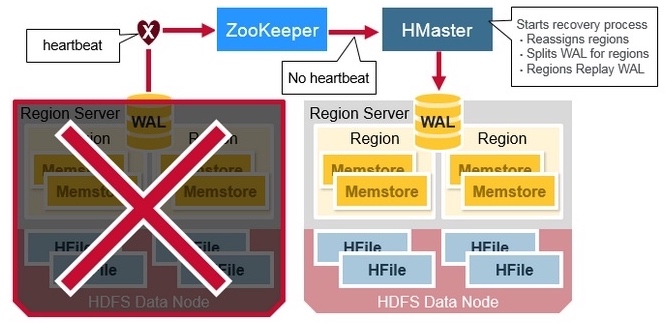 heartbeat
X
ZooKeeper
No heartbeat
HMaster
Starts recovery process
• Reassigns regions
• Splits WAL for regions
• Regions Replay WAL
Region Server
WAL
Region
Region
Memstore
Memstore
Memstore
Memstore
HFile
HFile
HFile
HFile
HDFS Data Node
Region Server
WAL
Region
Region
Memstore
Memstore
Memstore
Memstore
HFile
HFile
HFile
HFile
HDFS Data Node